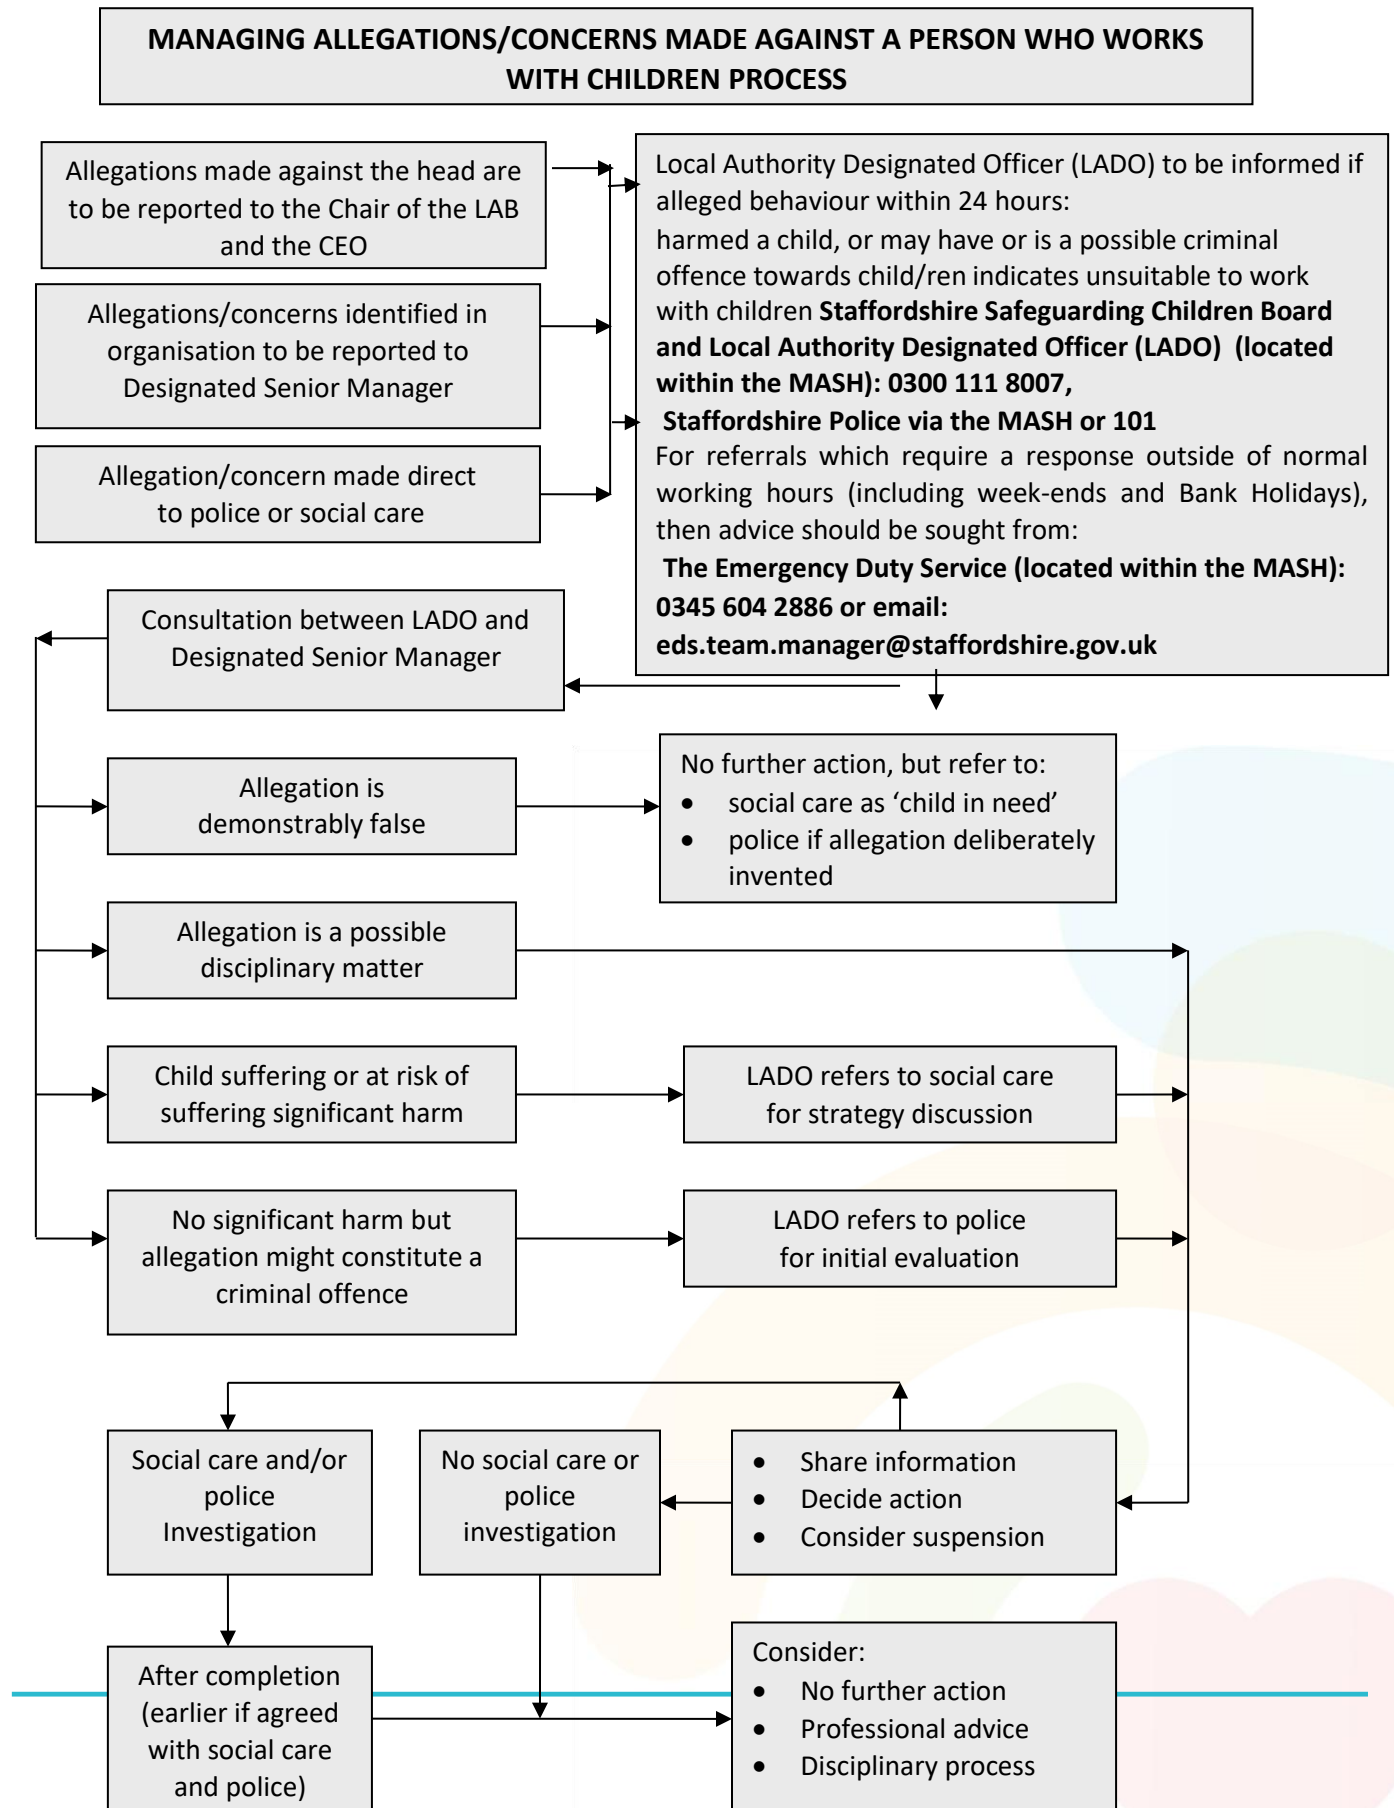 MANAGING ALLEGATIONS/CONCERNS MADE AGAINST A PERSON WHO WORKS
WITH CHILDREN PROCESS
Allegations made against the head are
to be reported to the Chair of the LAB
and the CEO
Allegations/concerns identified in
organisation to be reported to
Designated Senior Manager
Allegation/concern made direct
to police or social care
Local Authority Designated Officer (LADO) to be informed if
alleged behaviour within 24 hours:
harmed a child, or may have or is a possible criminal
offence towards child/ren indicates unsuitable to work
with children Staffordshire Safeguarding Children Board
and Local Authority Designated Officer (LADO) (located
within the MASH): 0300 111 8007,
Staffordshire Police via the MASH or 101
For referrals which require a response outside of normal
working hours (including week-ends and Bank Holidays),
then advice should be sought from:
The Emergency Duty Service (located within the MASH):
0345 604 2886 or email:
eds.team.manager@staffordshire.gov.uk
Consultation between LADO and
Designated Senior Manager
Allegation is
demonstrably false
No further action, but refer to:
• social care as ‘child in need’
• police if allegation deliberately
invented
Allegation is a possible
disciplinary matter
Child suffering or at risk of
suffering significant harm
LADO refers to social care
for strategy discussion
No significant harm but
allegation might constitute a
criminal offence
LADO refers to police
for initial evaluation
Social care and/or
police
Investigation
No social care or
police
investigation
• Share information
• Decide action
• Consider suspension
After completion
(earlier if agreed
with social care
and police)
Consider:
• No further action
• Professional advice
• Disciplinary process